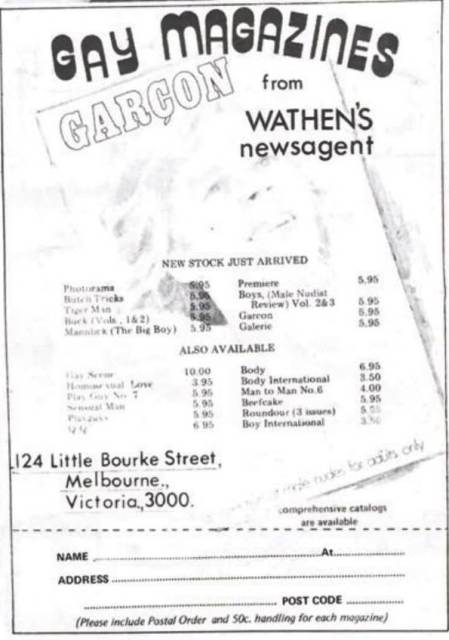 GAY MAGAZINES
GARÇON
from
WATHEN'S
newsagent
NEW STOCK JUST ARRIVED
Photorama 5.95
Butch Tricks 5.95
Tiger Man 5.95
Buck (Vols. 1&2) 5.95
(The Big Boy) 5.95
Premiere 5.95
Boys, (Male Nudist
Review) Vol. 2&3 5.95
Garcon 5.95
Galerie 5.95
ALSO AVAILABLE
Gay Scene 10.00
Homosexual Love 3.95
Play Guy No. 7 5.95
Sensual Man 5.95
5.95
6.95
Body 6.95
Body International 3.50
Man to Man No.6 4.00
Beefcake 5.95
Roundour (3 issues)
Boy International 3.50
male nudes for adults only
124 Little Bourke Street,
Melbourne.,
Victoria.,3000.
comprehensive catalogs
are available
NAME At
ADDRESS
POST CODE
(Please include Postal Order and 50c. handling for each magazine)